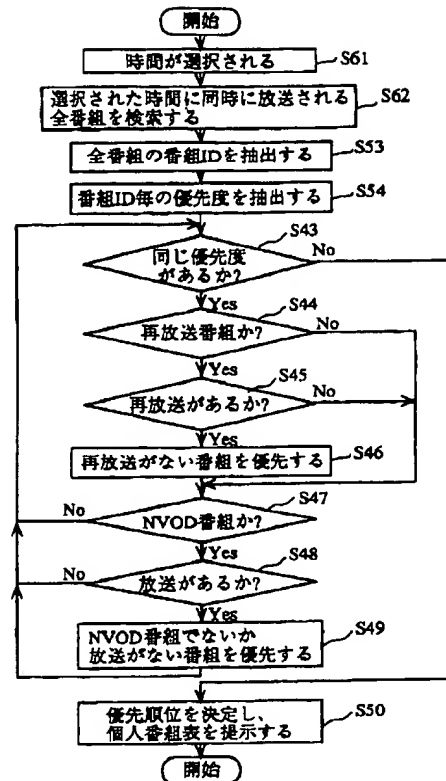 開始
時間が選択される
S61
選択された時間に同時に放送される
全番組を検索する
S62
全番組の番組IDを抽出する
S53
番組ID毎の優先度を抽出する
S54
同じ優先度
があるか?
S43
No
Yes
再放送番組か?
S44
No
Yes
再放送があるか?
S45
No
Yes
再放送がない番組を優先する
S46
NVOD番組か?
S47
No
Yes
放送があるか?
S48
No
Yes
NVOD番組でないか
放送がない番組を優先する
S49
優先順位を決定し、
個人番組表を提示する
S50
開始